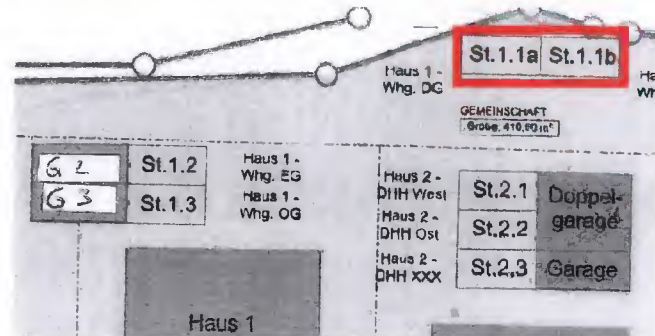 St.1.1a St.1.1b
Haus 1 -
Whg. DG
GEMEINSCHAFT
G 2 St.1.2 Haus 1 -
Whg. EG
G 3 St.1.3 Haus 1 -
Whg. OG
Haus 2 -
DHH West St.2.1 Doppel-
garage
Haus 2 -
DHH Ost St.2.2
Haus 2 -
DHH XXX St.2,3 Garage
Haus 1